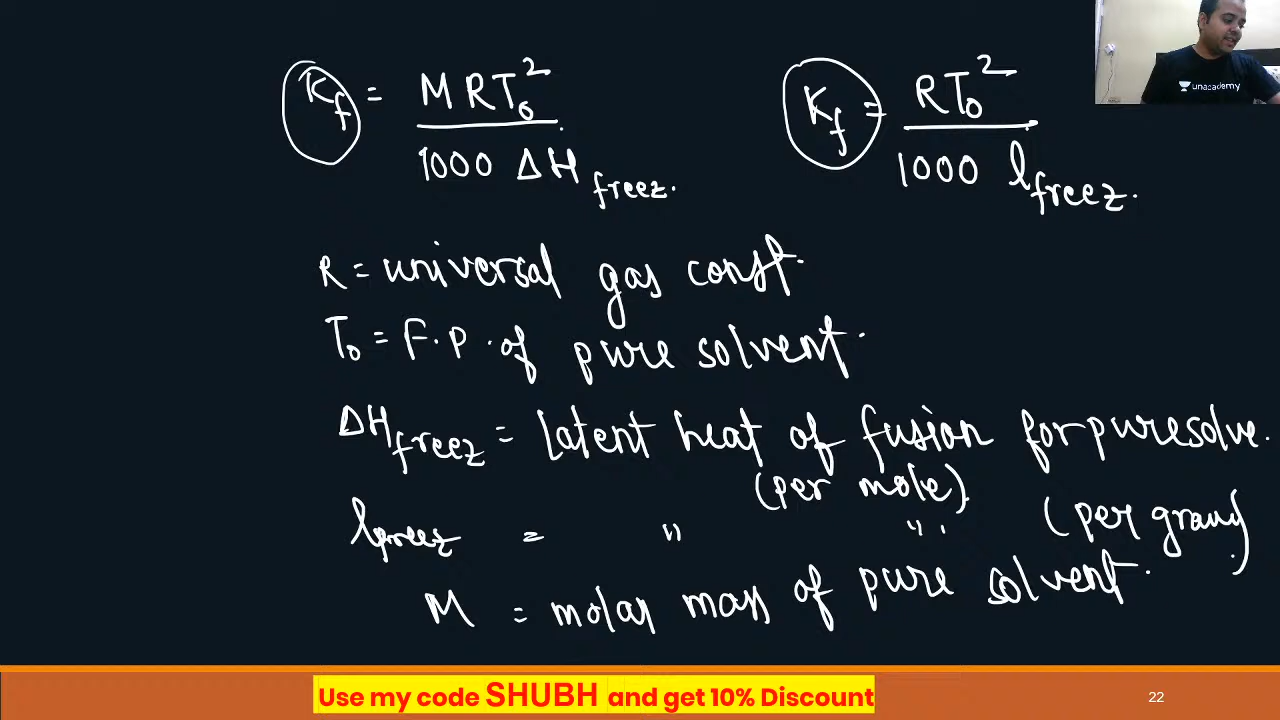 Kf = MRT₀² / 1000 ΔHfreez. Kf = RT₀² / 1000 lfreez.
unacademy
R = universal gas const.
T₀ = F.P. of pure solvent.
ΔHfreez = latent heat of fusion for pure solve.
(per mole).
lfreez = " " . (per gram)
M = molar mass of pure solvent.
Use my code SHUBH and get 10% Discount
22